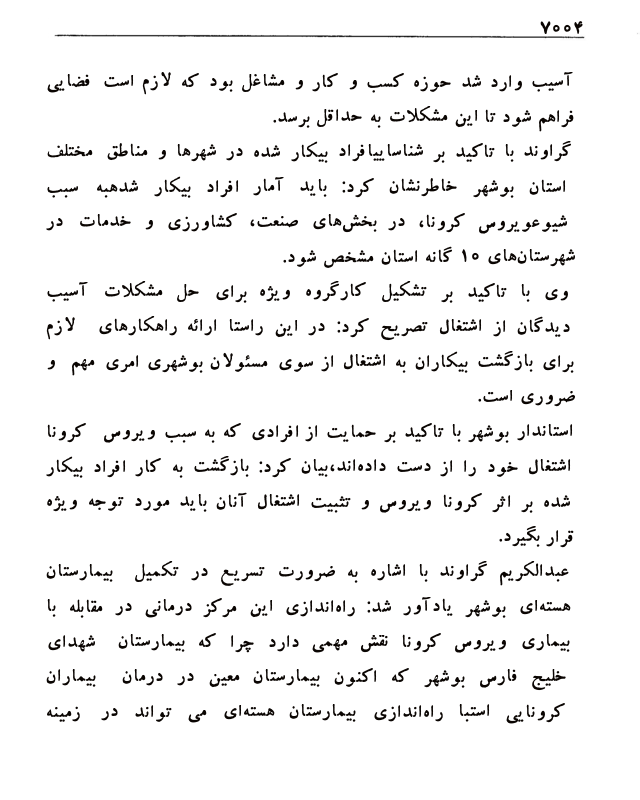 ۷۰۰۴
آسیب وارد شد حوزه کسب و کار و مشاغل بود که لازم است فضایی
فراهم شود تا این مشکلات به حداقل برسد.
گراوند با تاکید بر شناساییافراد بیکار شده در شهرها و مناطق مختلف
استان بوشهر خاطرنشان کرد: باید آمار افراد بیکار شدهبه سبب
شیوعویروس کرونا، در بخش‌های صنعت، کشاورزی و خدمات در
شهرستان‌های ۱۰ گانه استان مشخص شود.
وی با تاکید بر تشکیل کارگروه ویژه برای حل مشکلات آسیب
دیدگان از اشتغال تصریح کرد: در این راستا ارائه راهکارهای لازم
برای بازگشت بیکاران به اشتغال از سوی مسئولان بوشهری امری مهم و
ضروری است.
استاندار بوشهر با تاکید بر حمایت از افرادی که به سبب ویروس کرونا
اشتغال خود را از دست داده‌اند،بیان کرد: بازگشت به کار افراد بیکار
شده بر اثر کرونا ویروس و تثبیت اشتغال آنان باید مورد توجه ویژه
قرار بگیرد.
عبدالکریم گراوند با اشاره به ضرورت تسریع در تکمیل بیمارستان
هسته‌ای بوشهر یادآور شد: راه‌اندازی این مرکز درمانی در مقابله با
بیماری ویروس کرونا نقش مهمی دارد چرا که بیمارستان شهدای
خلیج فارس بوشهر که اکنون بیمارستان معین در درمان بیماران
کرونایی استبا راه‌اندازی بیمارستان هسته‌ای می تواند در زمینه